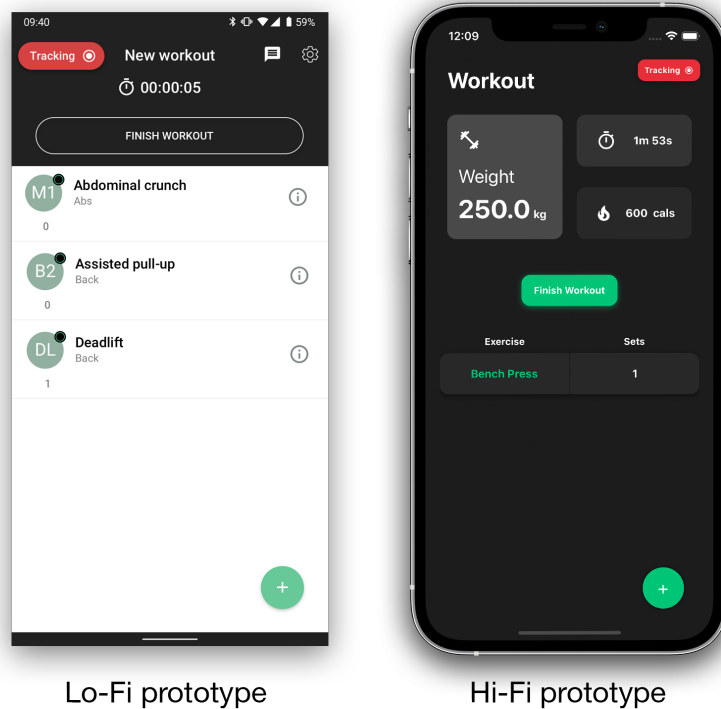 09:40
59%
Tracking
New workout
00:00:05
FINISH WORKOUT
M1
Abdominal crunch
Abs
0
B2
Assisted pull-up
Back
0
DL
Deadlift
Back
1
+
Lo-Fi prototype
12:09
Workout
Tracking
Weight
250.0 kg
1m 53s
600 cals
Finish Workout
Exercise Sets
Bench Press 1
+
Hi-Fi prototype